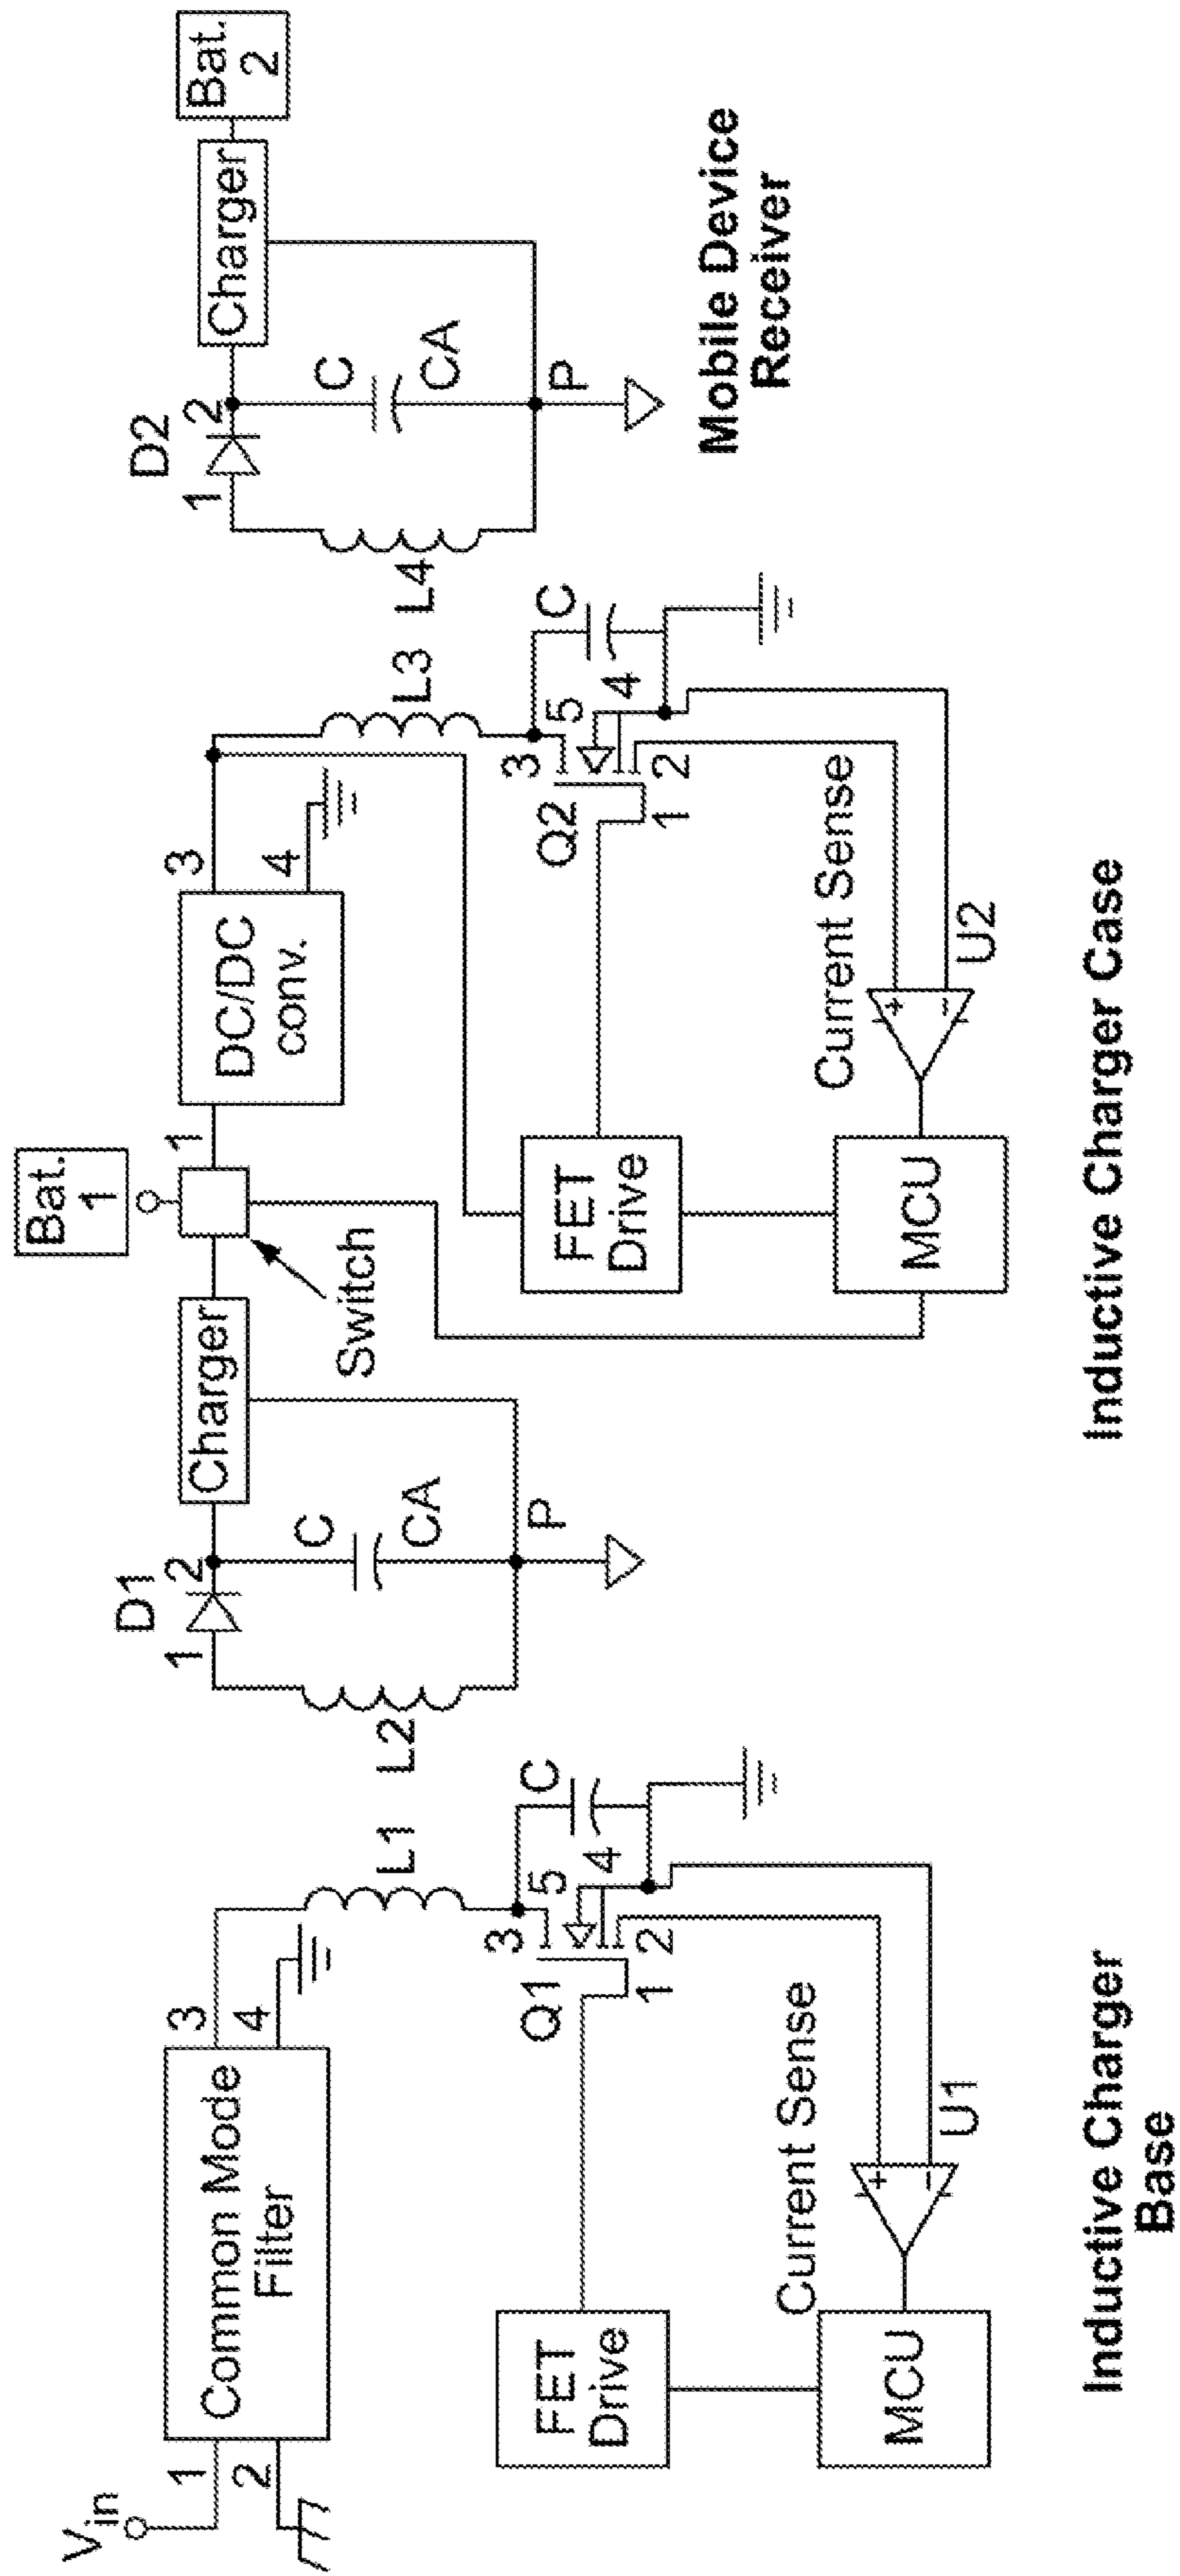 Vin
1
2
Common Mode
Filter
3
4
L1
C
3
5
4
Q1
2
1
FET
Drive
Current Sense
+
−
U1
MCU
Inductive Charger
Base
L2
D1
1
2
C
CA
P
Charger
Switch
Bat.
1
1
DC/DC
conv.
3
4
L3
C
3
5
4
Q2
2
1
FET
Drive
Current Sense
+
−
U2
MCU
Inductive Charger Case
L4
D2
1
2
C
CA
P
Charger
Bat.
2
Mobile Device
Receiver